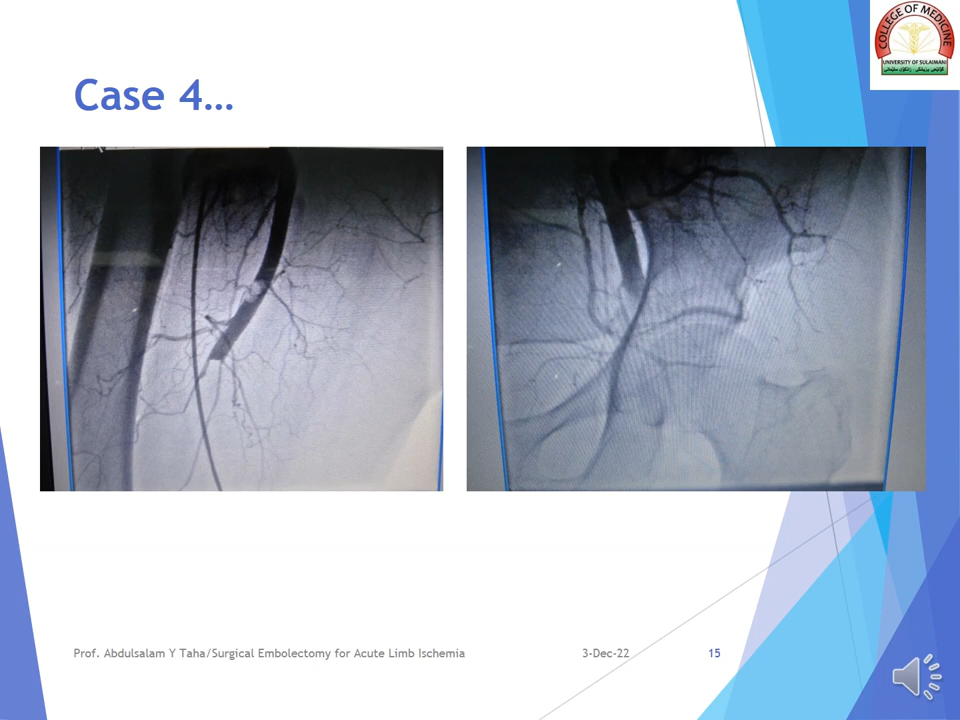 COLLEGE OF MEDICINE
UNIVERSITY OF SULAIMANI
Case 4...
Prof. Abdulsalam Y Taha/Surgical Embolectomy for Acute Limb Ischemia
3-Dec-22
15